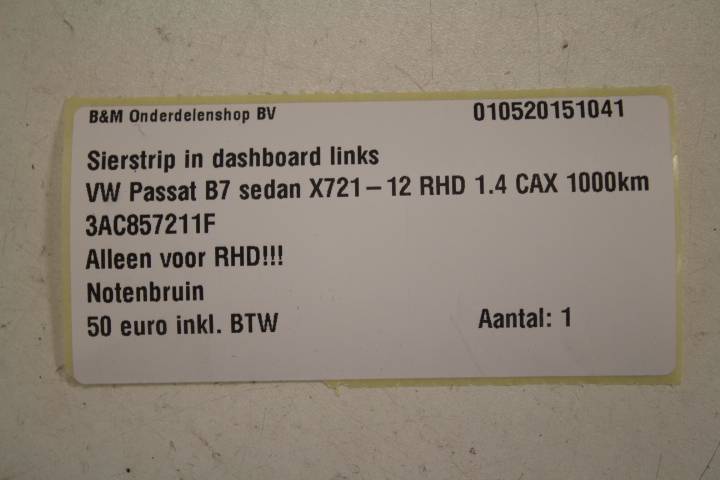 B&M Onderdelenshop BV 010520151041
Sierstrip in dashboard links
VW Passat B7 sedan X721-12 RHD 1.4 CAX 1000km
3AC857211F
Alleen voor RHD!!!
Notenbruin
50 euro inkl. BTW Aantal: 1